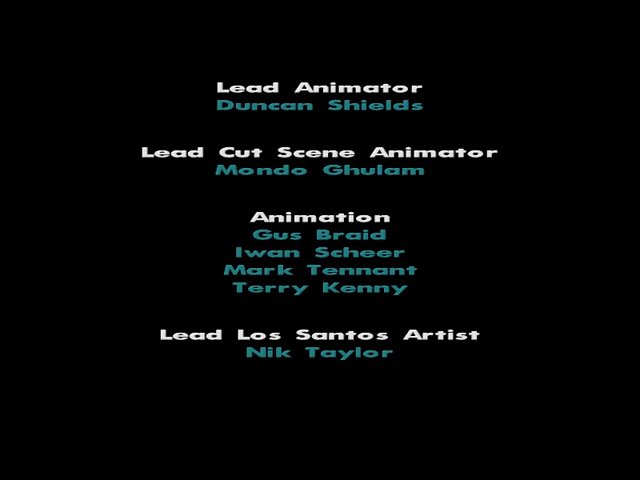 Lead Animator
Duncan Shields
Lead Cut Scene Animator
Mondo Ghulam
Animation
Gus Braid
Iwan Scheer
Mark Tennant
Terry Kenny
Lead Los Santos Artist
Nik Taylor